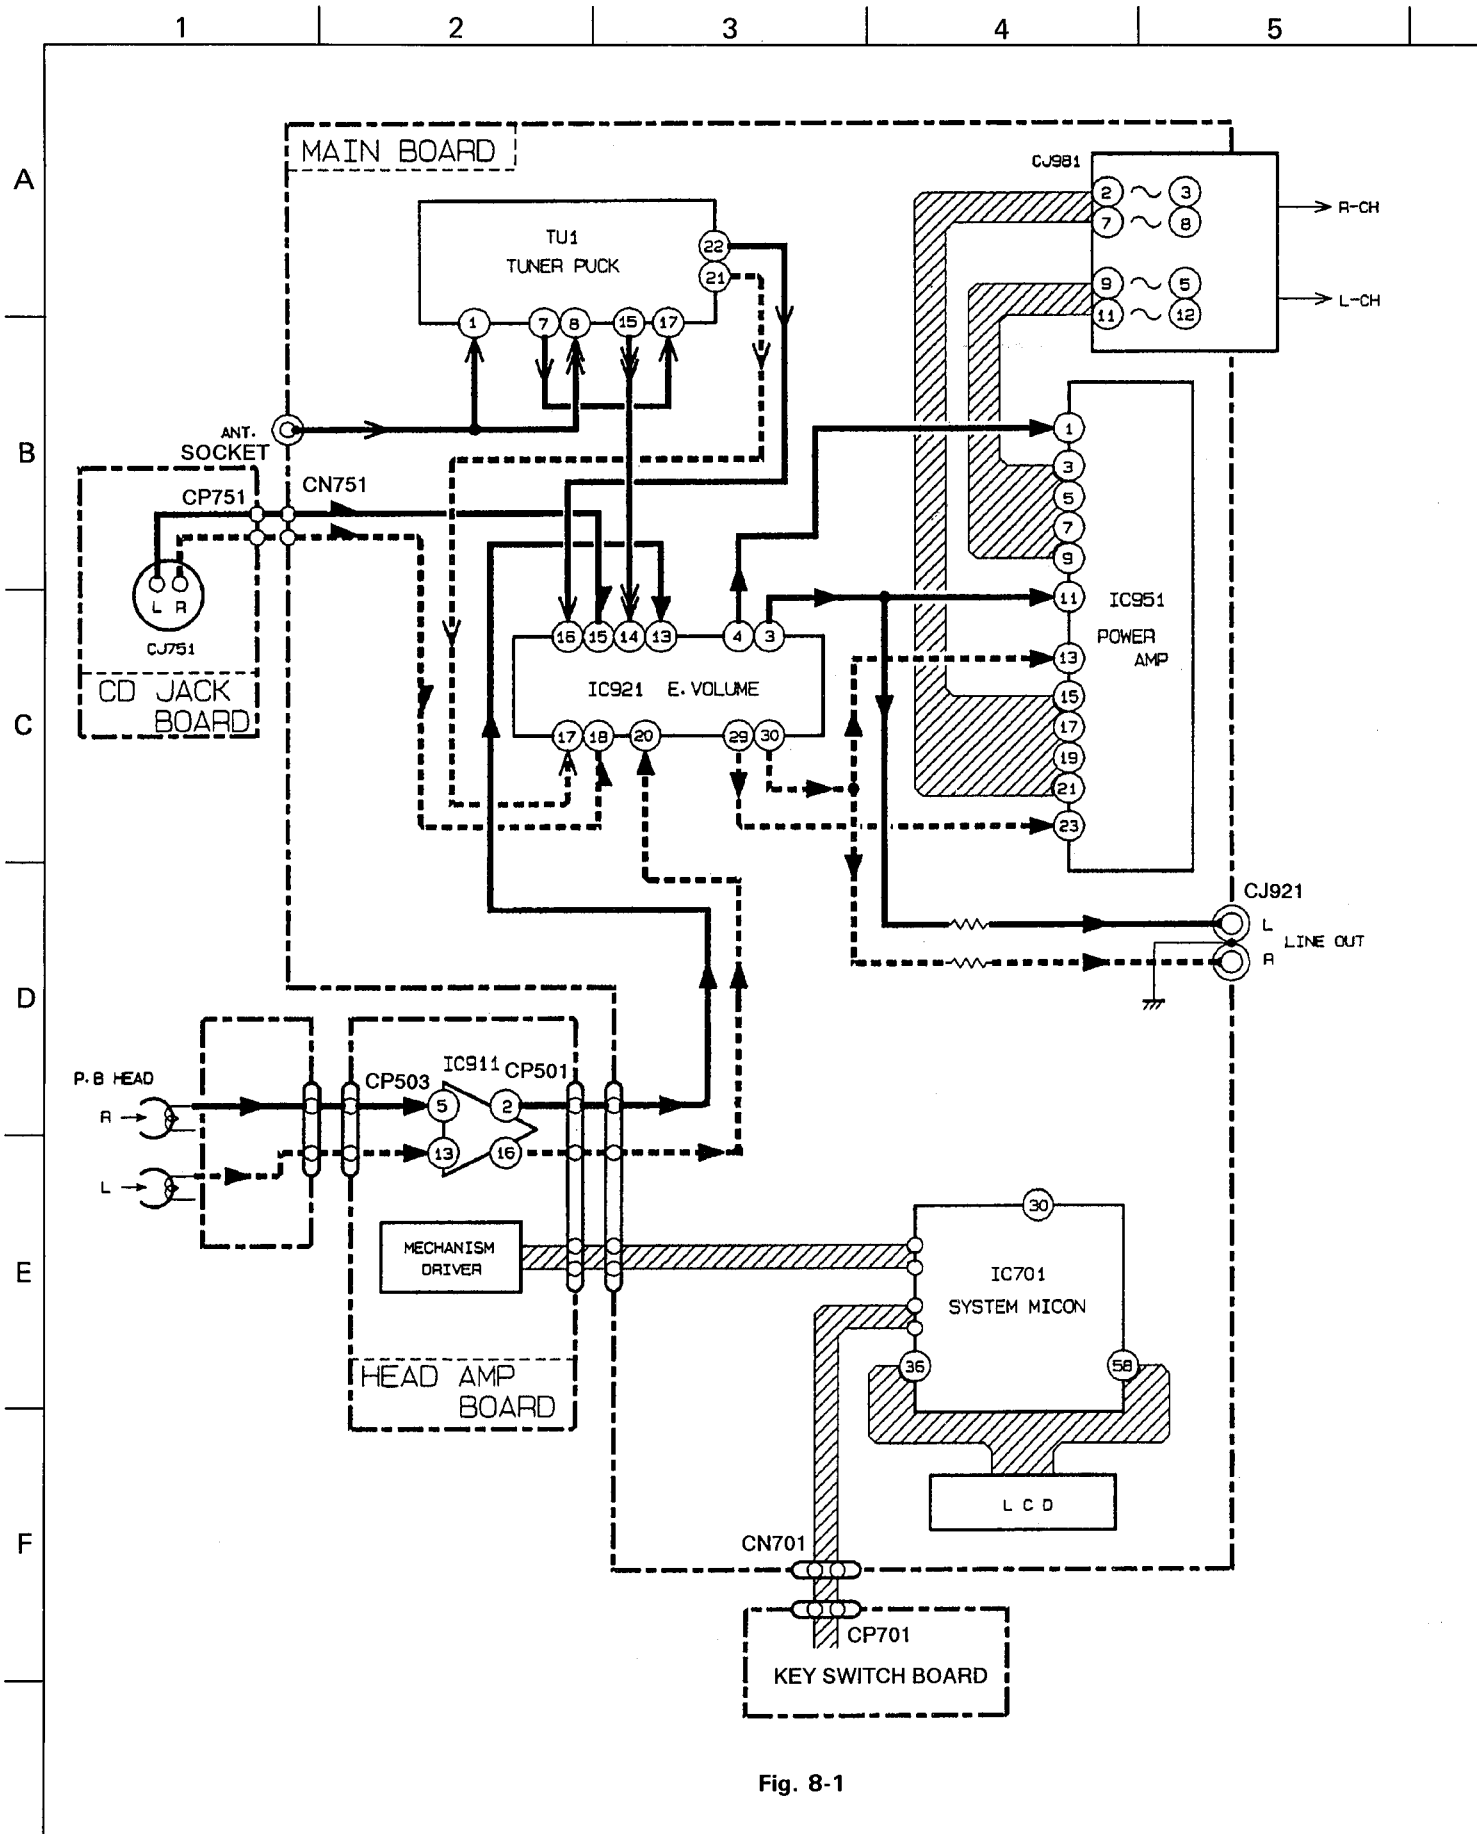 1 2 3 4 5
A
MAIN BOARD
CJ981
2 ~ 3
7 ~ 8
R-CH
9 ~ 5
11 ~ 12
L-CH
TU1
TUNER PUCK
22
21
1 7 8 15 17
B
ANT.
SOCKET
CP751
CN751
L R
CJ751
CD JACK
BOARD
1
3
5
7
9
11
13
15
17
19
21
23
IC951
POWER
AMP
C
16 15 14 13 4 3
IC921 E.VOLUME
17 18 20 29 30
CJ921
L
LINE OUT
R
D
P.B HEAD
R
L
CP503
IC911
CP501
5 2
13 16
E
MECHANISM
DRIVER
HEAD AMP
BOARD
30
IC701
SYSTEM MICON
36 58
LCD
F
CN701
CP701
KEY SWITCH BOARD
Fig. 8-1